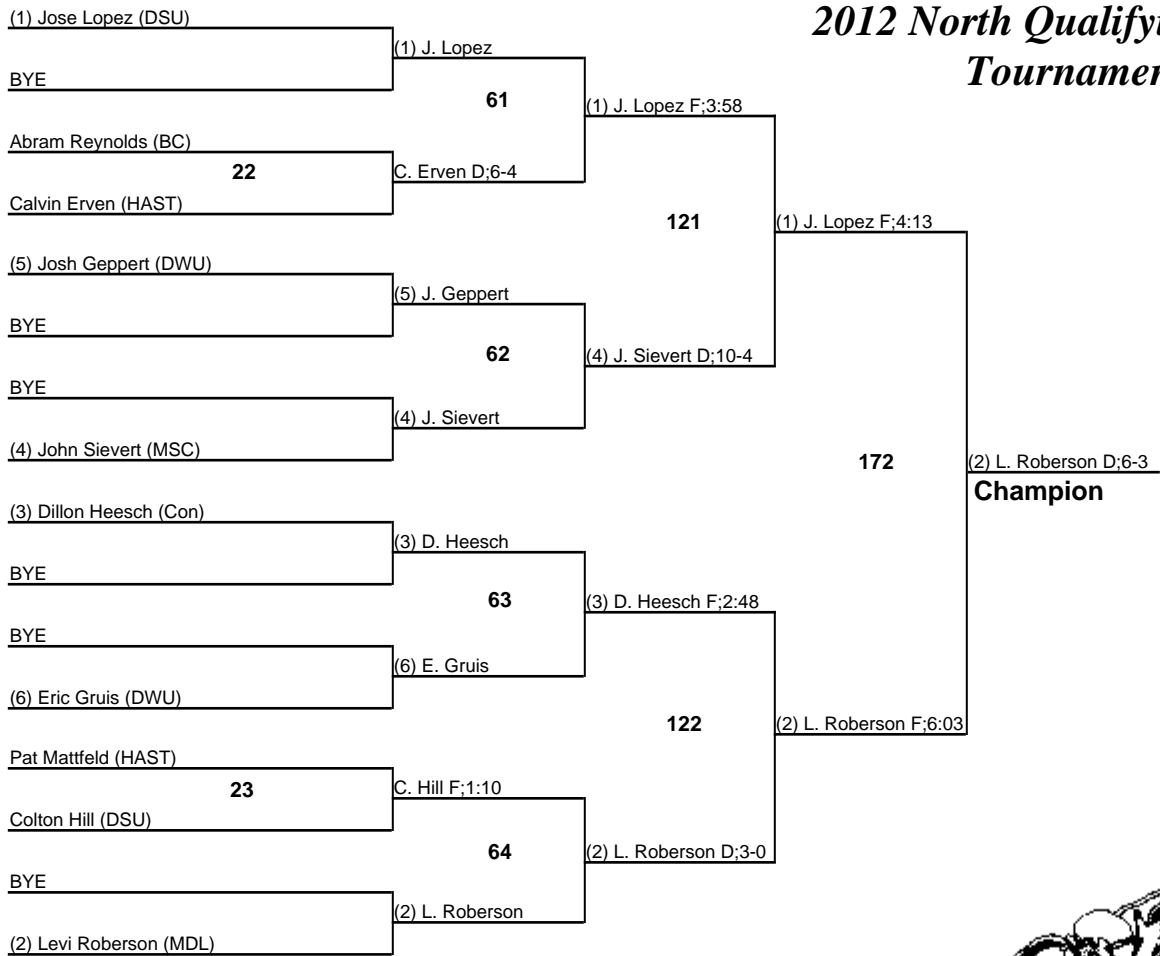 2012 North Qualifyi
Tournamer
(1) Jose Lopez (DSU)
(1) J. Lopez
BYE
61
(1) J. Lopez F;3:58
Abram Reynolds (BC)
22
C. Erven D;6-4
Calvin Erven (HAST)
121
(1) J. Lopez F;4:13
(5) Josh Geppert (DWU)
(5) J. Geppert
BYE
62
(4) J. Sievert D;10-4
BYE
(4) J. Sievert
(4) John Sievert (MSC)
172
(2) L. Roberson D;6-3
Champion
(3) Dillon Heesch (Con)
(3) D. Heesch
BYE
63
(3) D. Heesch F;2:48
BYE
(6) E. Gruis
(6) Eric Gruis (DWU)
122
(2) L. Roberson F;6:03
Pat Mattfeld (HAST)
23
C. Hill F;1:10
Colton Hill (DSU)
64
(2) L. Roberson D;3-0
BYE
(2) L. Roberson
(2) Levi Roberson (MDL)